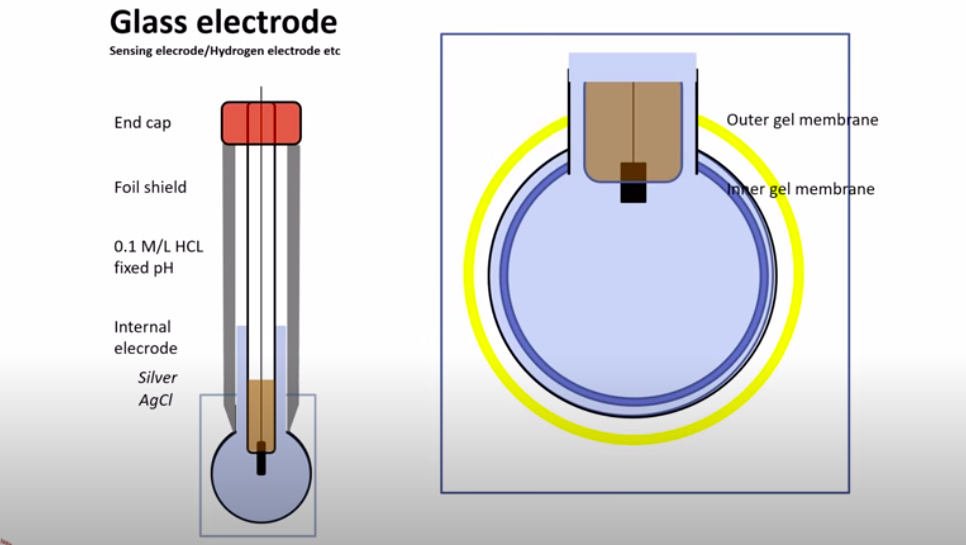 Glass electrode
Sensing elecrode/Hydrogen electrode etc
End cap
Foil shield
0.1 M/L HCL
fixed pH
Internal
elecrode
Silver
AgCl
Outer gel membrane
Inner gel membrane